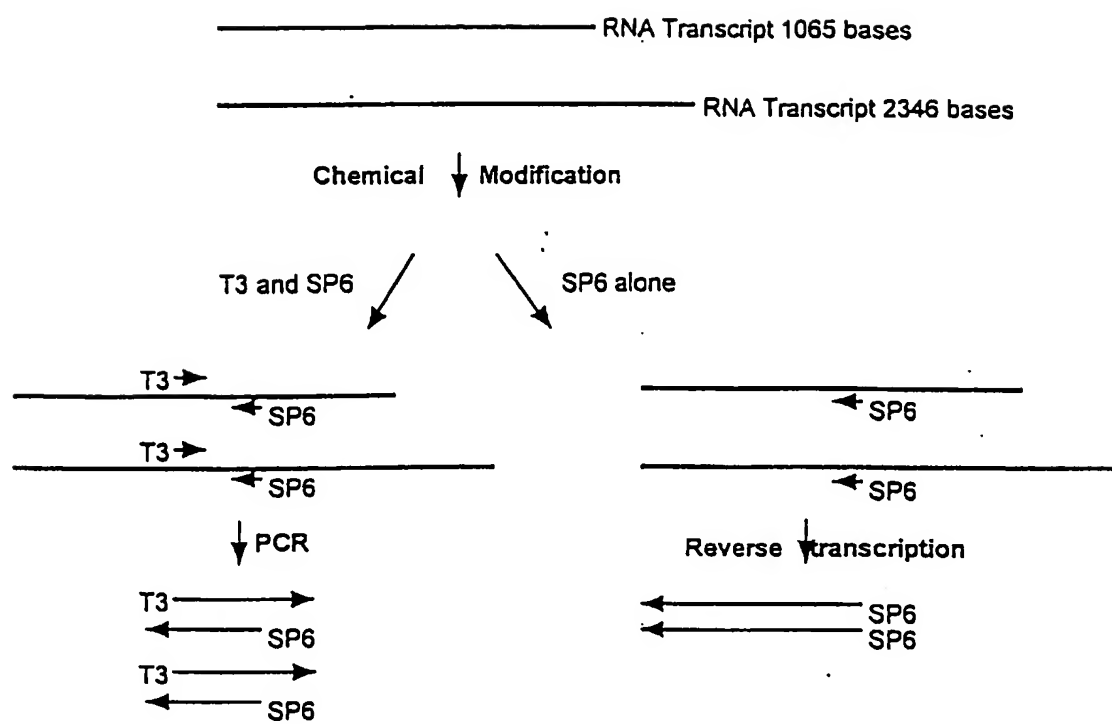 RNA Transcript 1065 bases
RNA Transcript 2346 bases
Chemical Modification
T3 and SP6
SP6 alone
T3
SP6
T3
SP6
SP6
SP6
PCR
Reverse transcription
T3
SP6
T3
SP6
SP6
SP6